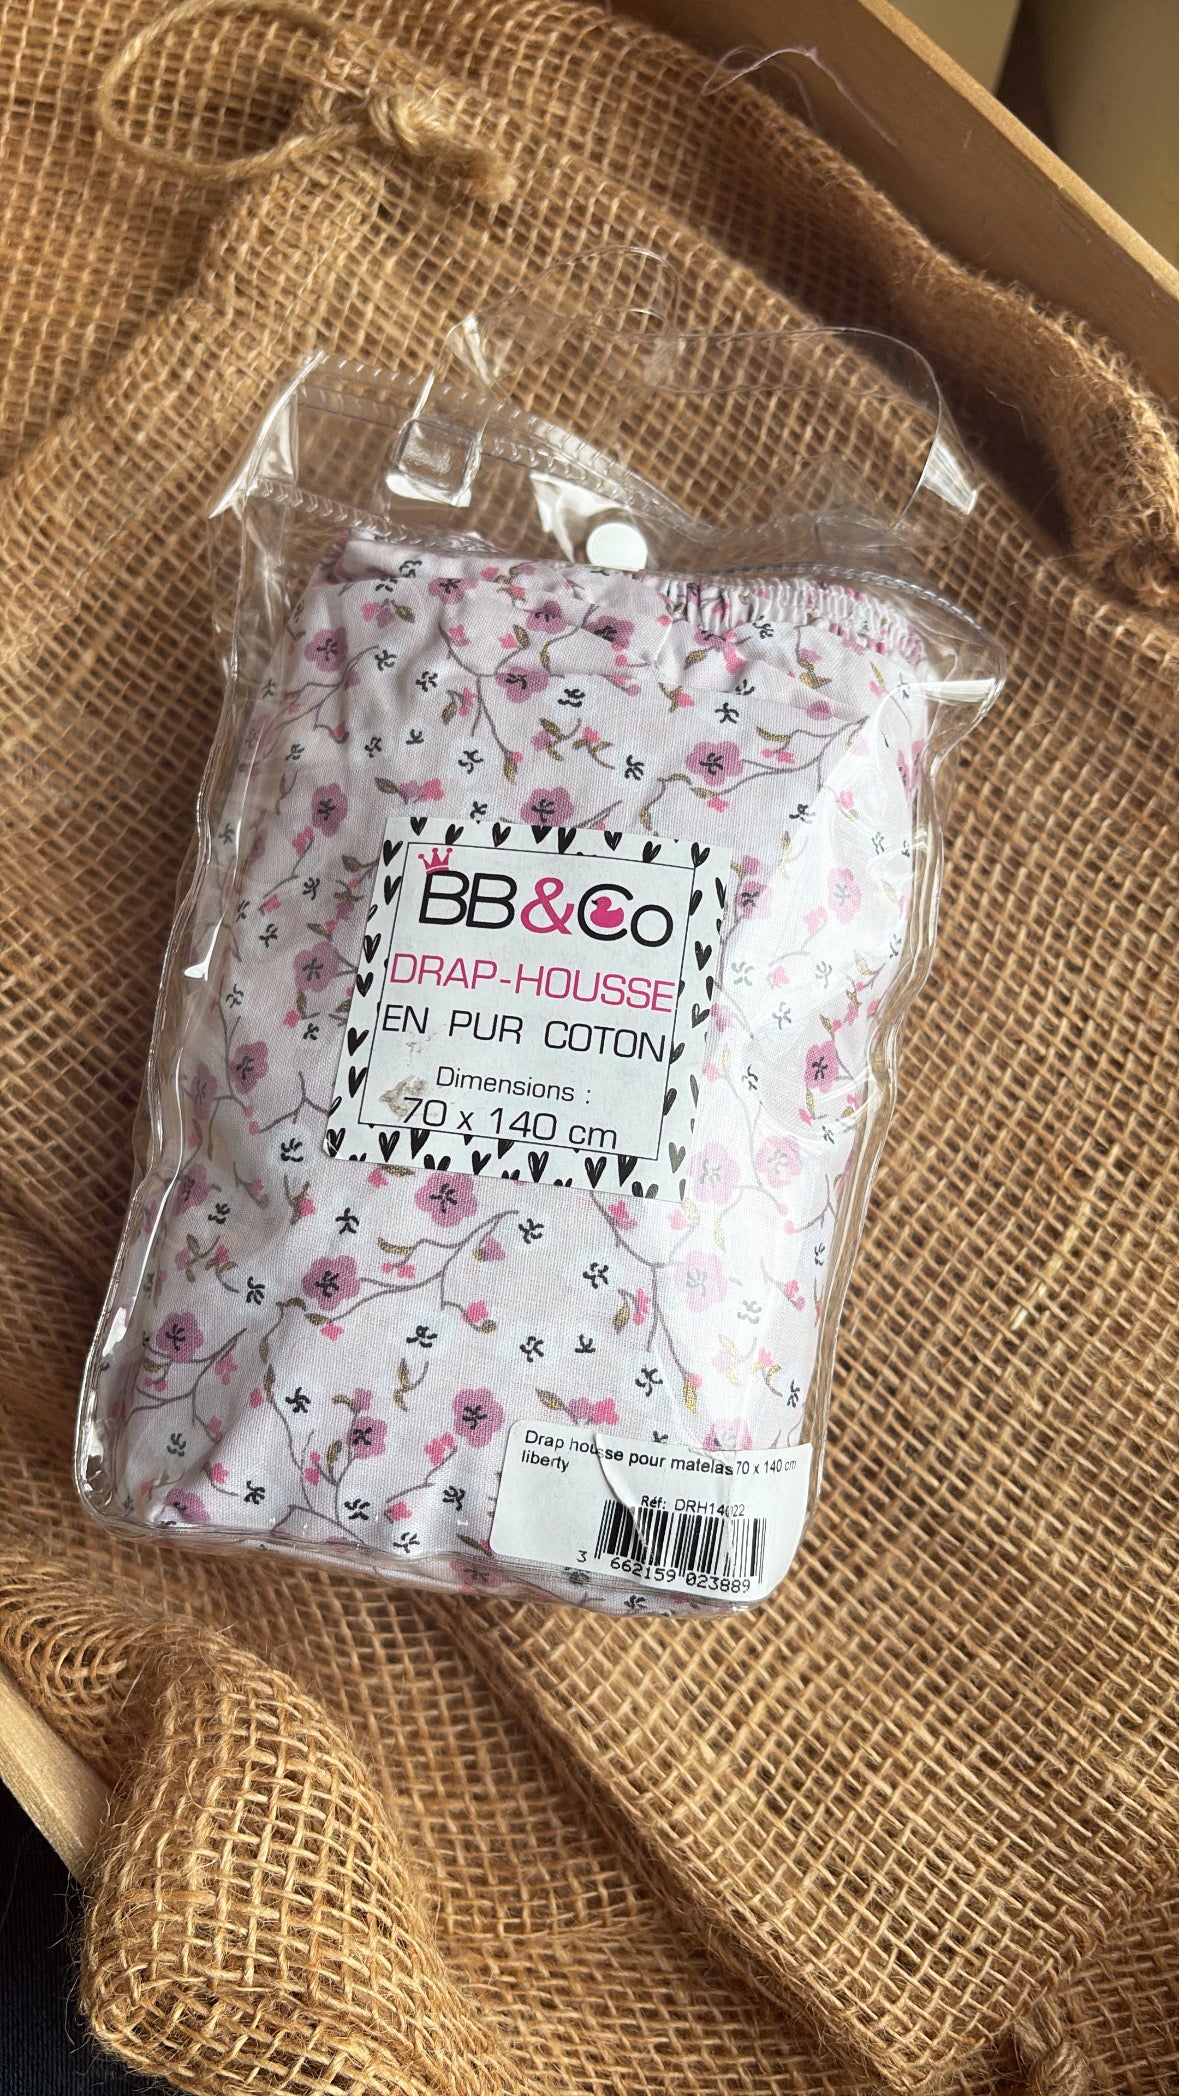 BB&Co
DRAP-HOUSSE
EN PUR COTON
Dimensions :
70 x 140 cm
Drap housse pour matelas 70 x 140 cm
liberty
Réf: DRH14022
3 662159 023889